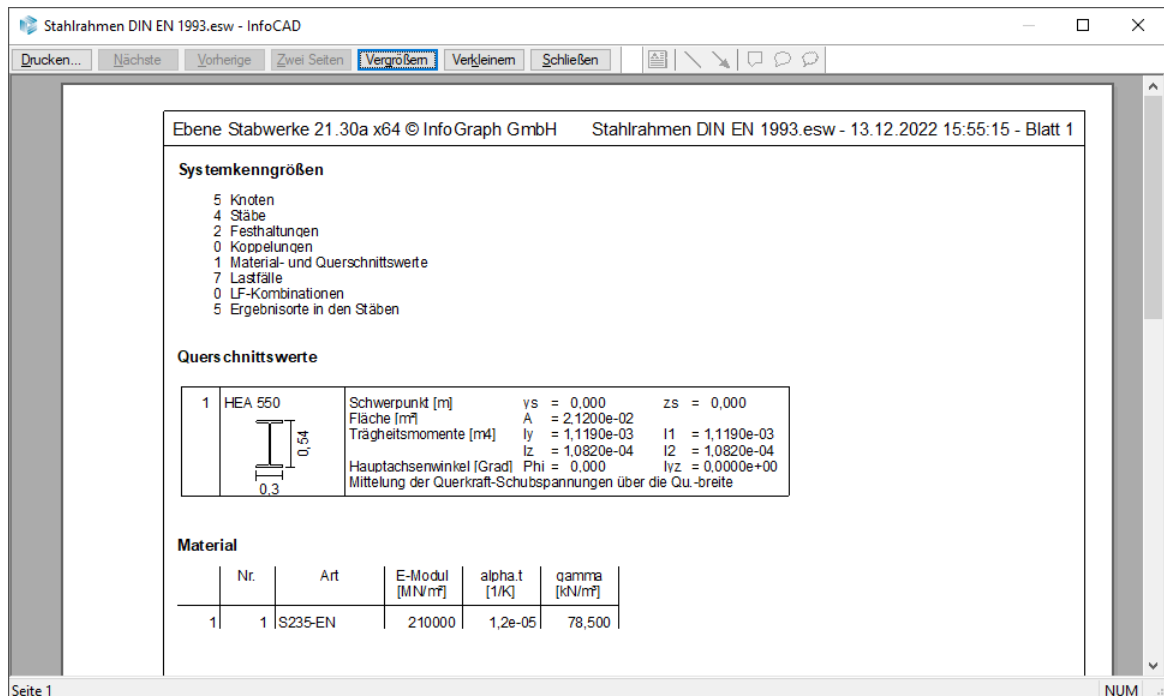 Stahlrahmen DIN EN 1993.esw - InfoCAD
Drucken... Nächste Vorherige Zwei Seiten Vergrößern Verkleinern Schließen
Ebene Stabwerke 21.30a x64 © InfoGraph GmbH Stahlrahmen DIN EN 1993.esw - 13.12.2022 15:55:15 - Blatt 1
Systemkenngrößen
5 Knoten
4 Stäbe
2 Festhaltungen
0 Koppelungen
1 Material- und Querschnittswerte
7 Lastfälle
0 LF-Kombinationen
5 Ergebnisorte in den Stäben
Querschnittswerte
1 HEA 550 Schwerpunkt [m] ys = 0,000 zs = 0,000
Fläche [m²] A = 2,1200e-02
Trägheitsmomente [m4] Iy = 1,1190e-03 I1 = 1,1190e-03
0,54 Iz = 1,0820e-04 I2 = 1,0820e-04
Hauptachsenwinkel [Grad] Phi = 0,000 Iyz = 0,0000e+00
0,3 Mittelung der Querkraft-Schubspannungen über die Qu.-breite
Material
Nr. Art E-Modul alpha.t gamma
[MN/m²] [1/K] [kN/m³]
1 1 S235-EN 210000 1,2e-05 78,500
Seite 1 NUM